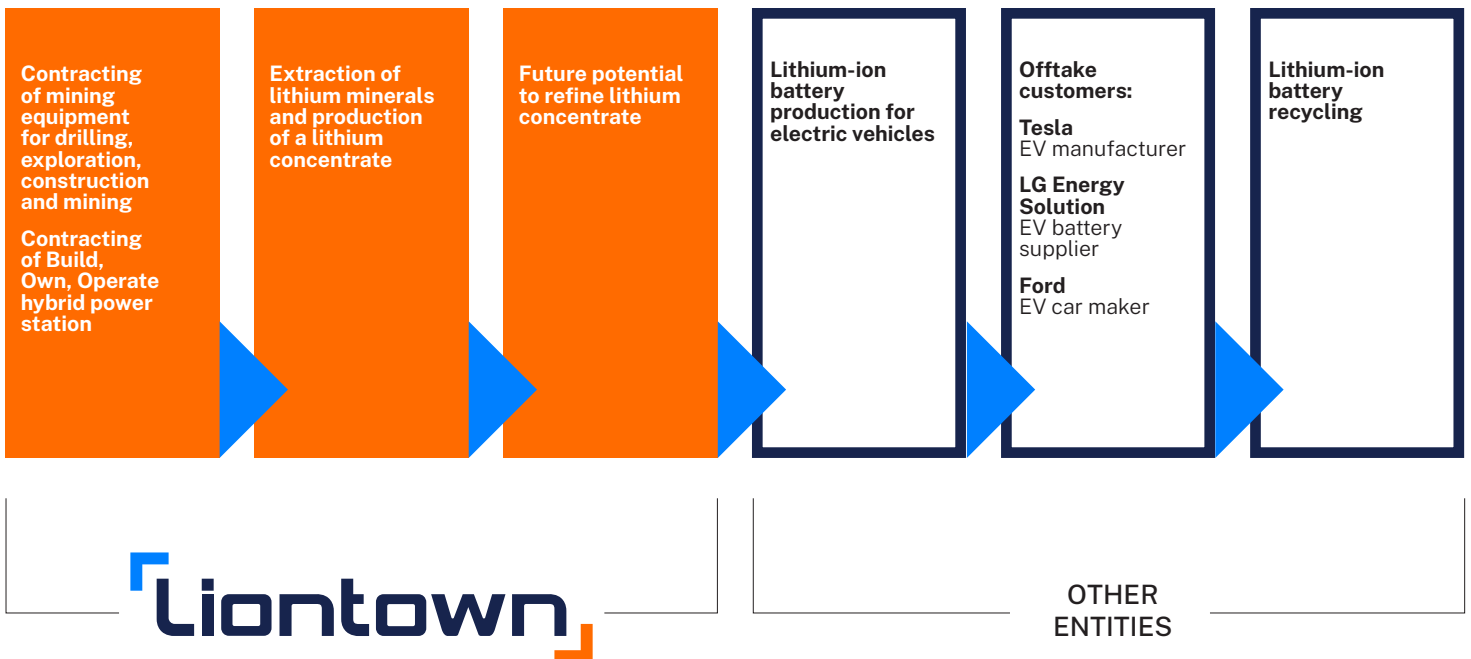 Contracting
of mining
equipment
for drilling,
exploration,
construction
and mining
Contracting
of Build,
Own, Operate
hybrid power
station
Extraction of
lithium minerals
and production
of a lithium
concentrate
Future potential
to refine lithium
concentrate
Lithium-ion
battery
production for
electric vehicles
Offtake
customers:
Tesla
EV manufacturer
LG Energy
Solution
EV battery
supplier
Ford
EV car maker
Lithium-ion
battery
recycling
Liontown
OTHER
ENTITIES